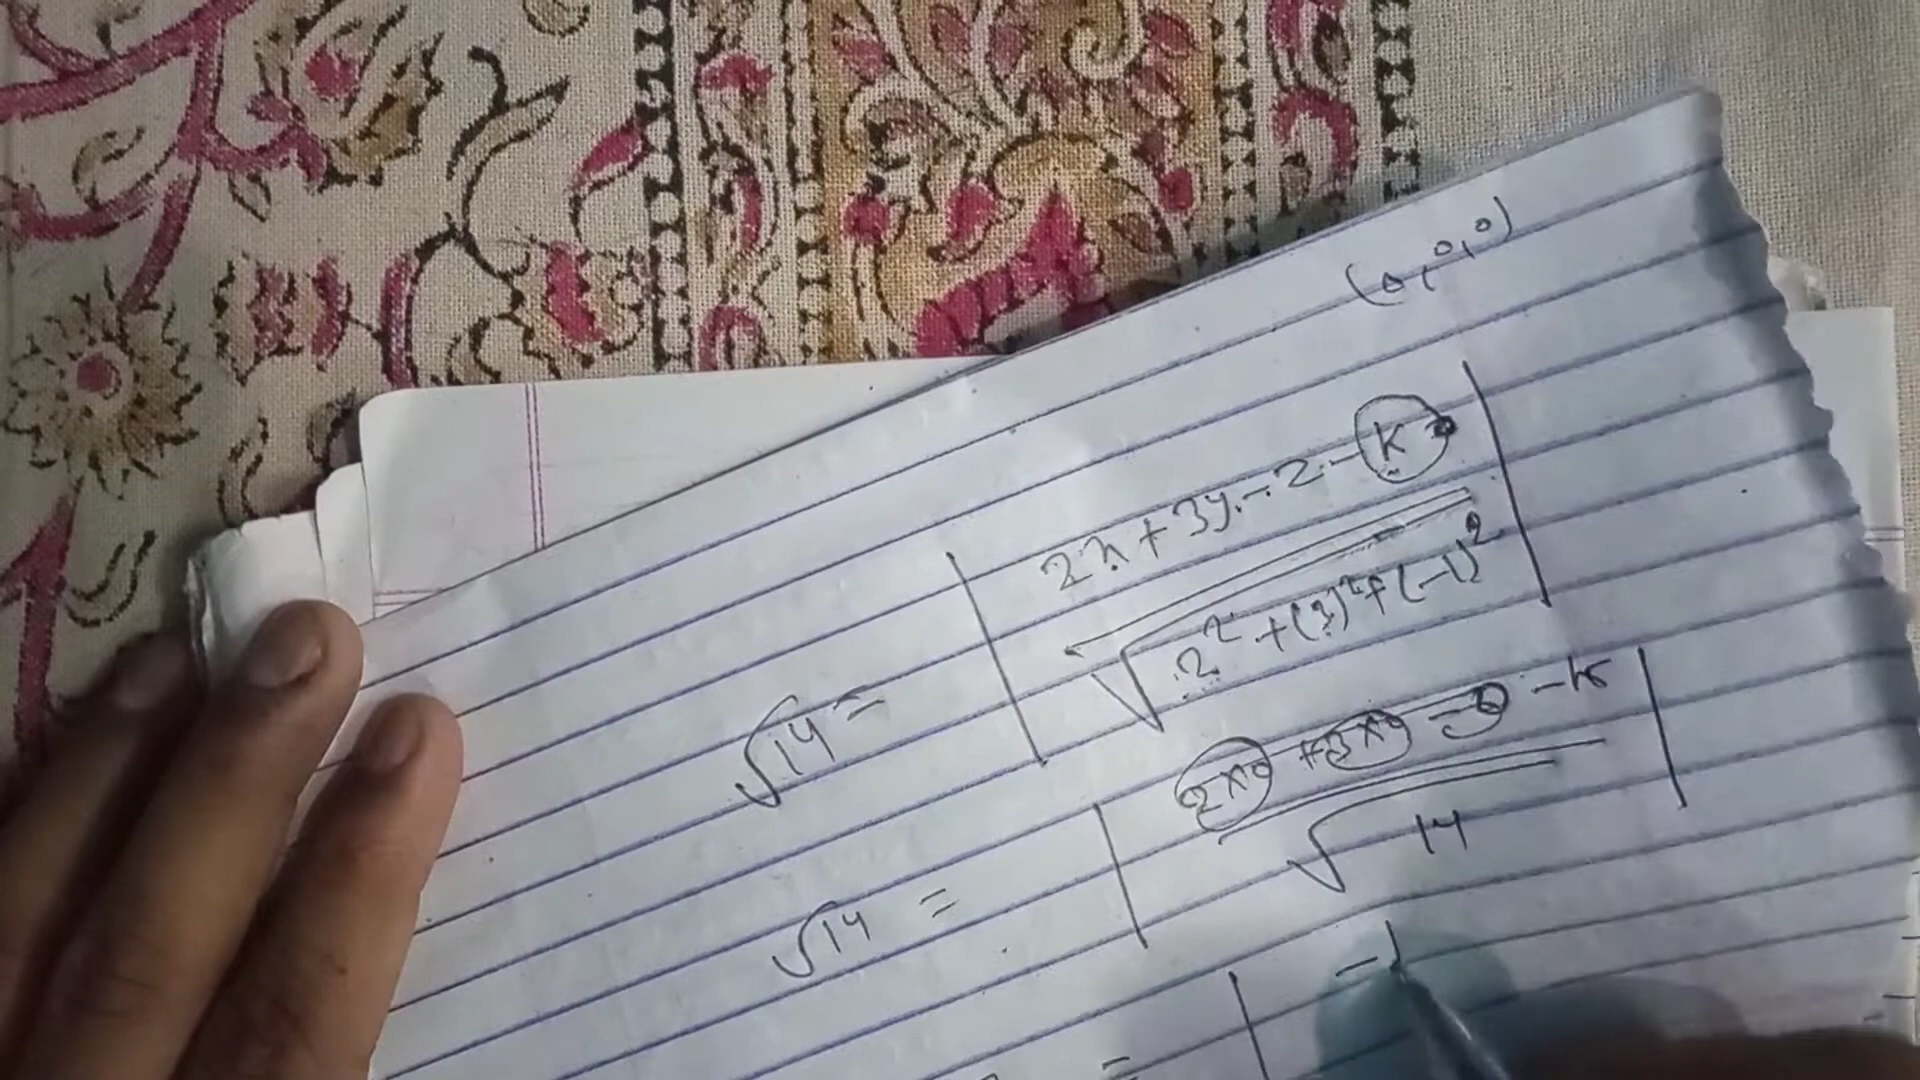 (0,0,0)
√14 = | 2x+3y-z-k / √2²+(3)²+(-1)² |
√14 = | 2×0+3×0-0-k / √14 |
= | -